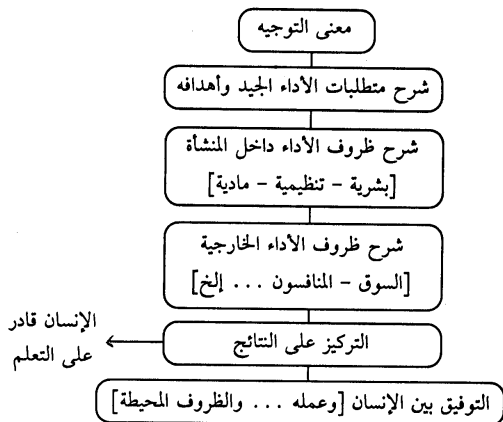 معنى التوجيه
شرح متطلبات الأداء الجيد وأهدافه
شرح ظروف الأداء داخل المنشأة
[بشرية - تنظيمية - مادية]
شرح ظروف الأداء الخارجية
[السوق - المنافسون ... إلخ]
التركيز على النتائج
الإنسان قادر
على التعلم
التوفيق بين الإنسان [وعمله ... والظروف المحيطة]